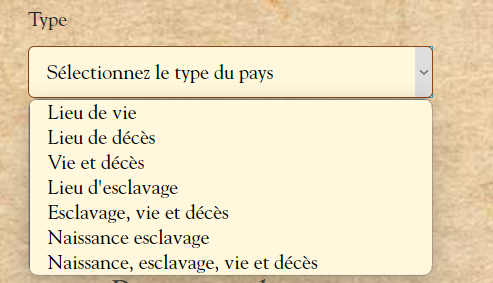 Type
Sélectionnez le type du pays
Lieu de vie
Lieu de décès
Vie et décès
Lieu d'esclavage
Esclavage, vie et décès
Naissance esclavage
Naissance, esclavage, vie et décès